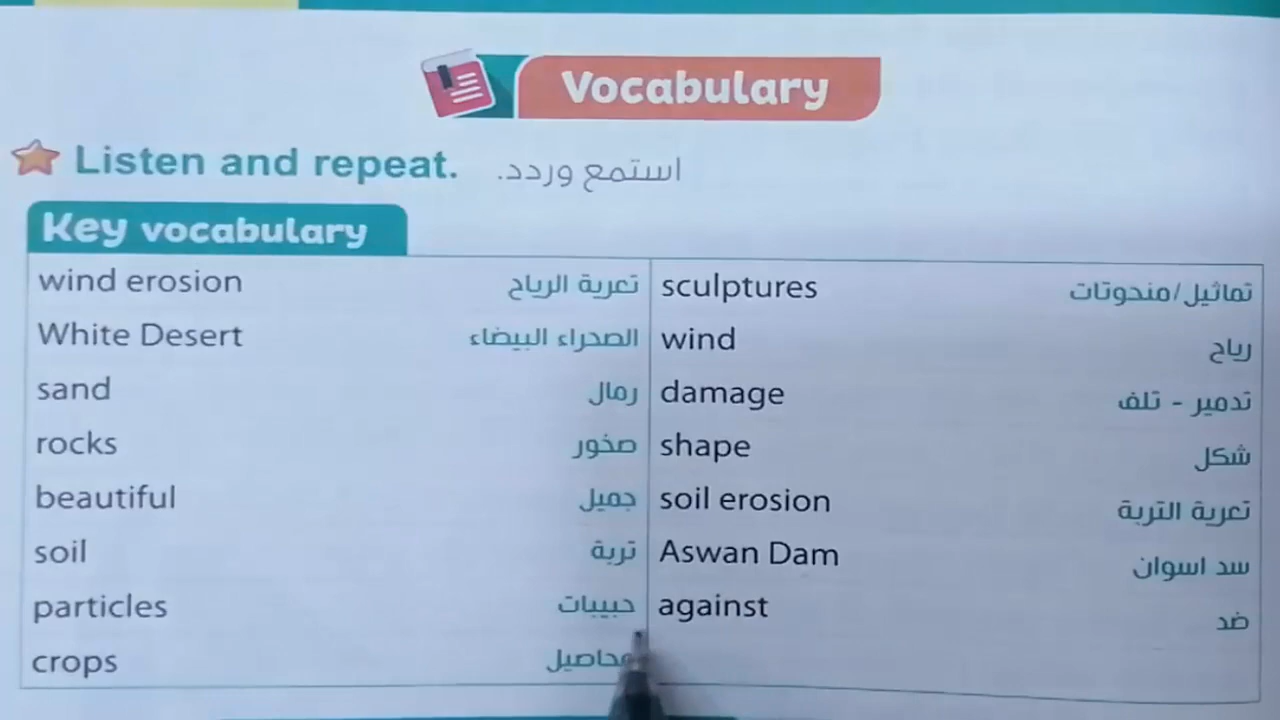 Vocabulary
Listen and repeat. استمع وردد.
Key vocabulary
wind erosion تعرية الرياح
White Desert الصحراء البيضاء
sand رمال
rocks صخور
beautiful جميل
soil تربة
particles حبيبات
crops
sculptures تماثيل/منحوتات
wind رياح
damage تدمير - تلف
shape شكل
soil erosion تعرية التربة
Aswan Dam سد اسوان
against ضد